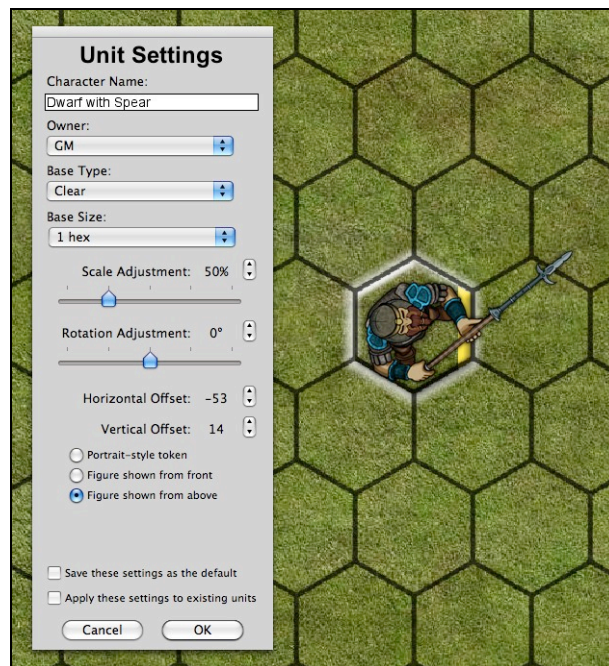 Unit Settings
Character Name:
Dwarf with Spear
Owner:
GM
Base Type:
Clear
Base Size:
1 hex
Scale Adjustment: 50%
Rotation Adjustment: 0°
Horizontal Offset: -53
Vertical Offset: 14
Portrait-style token
Figure shown from front
Figure shown from above
Save these settings as the default
Apply these settings to existing units
Cancel OK